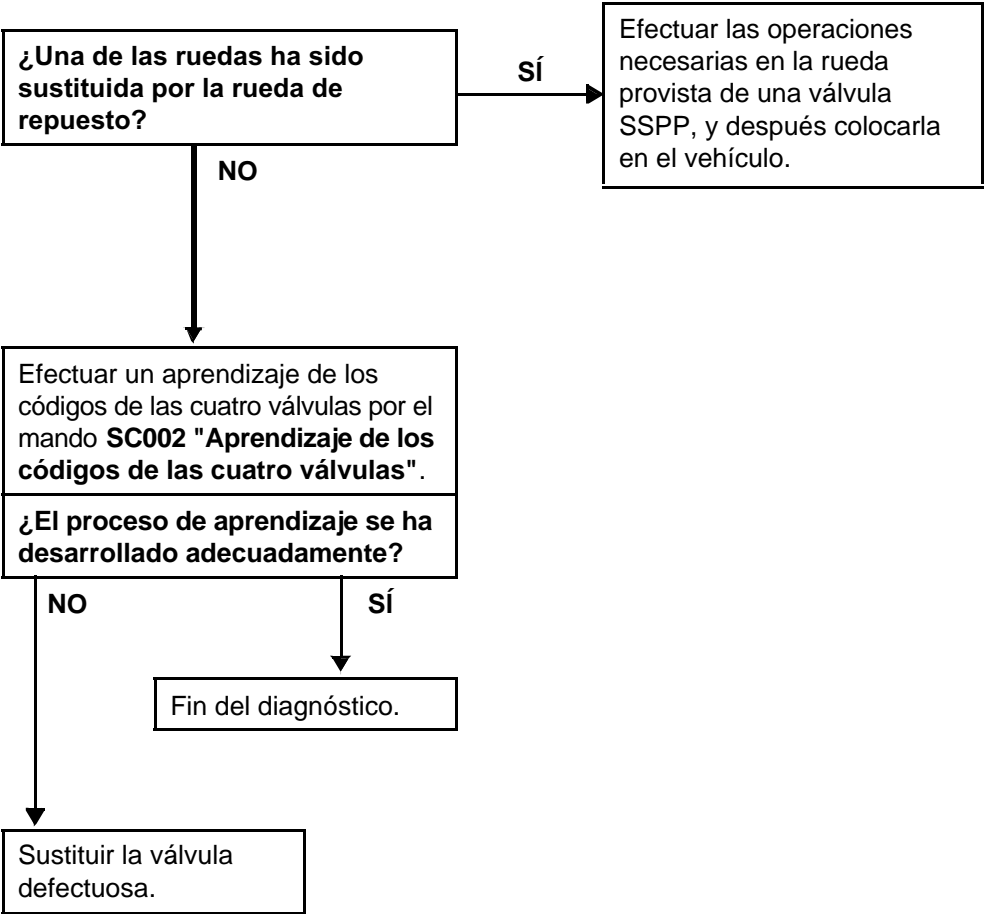 ¿Una de las ruedas ha sido
sustituida por la rueda de
repuesto?
SÍ
Efectuar las operaciones
necesarias en la rueda
provista de una válvula
SSPP, y después colocarla
en el vehículo.
NO
Efectuar un aprendizaje de los
códigos de las cuatro válvulas por el
mando SC002 "Aprendizaje de los
códigos de las cuatro válvulas".
¿El proceso de aprendizaje se ha
desarrollado adecuadamente?
NO
SÍ
Fin del diagnóstico.
Sustituir la válvula
defectuosa.